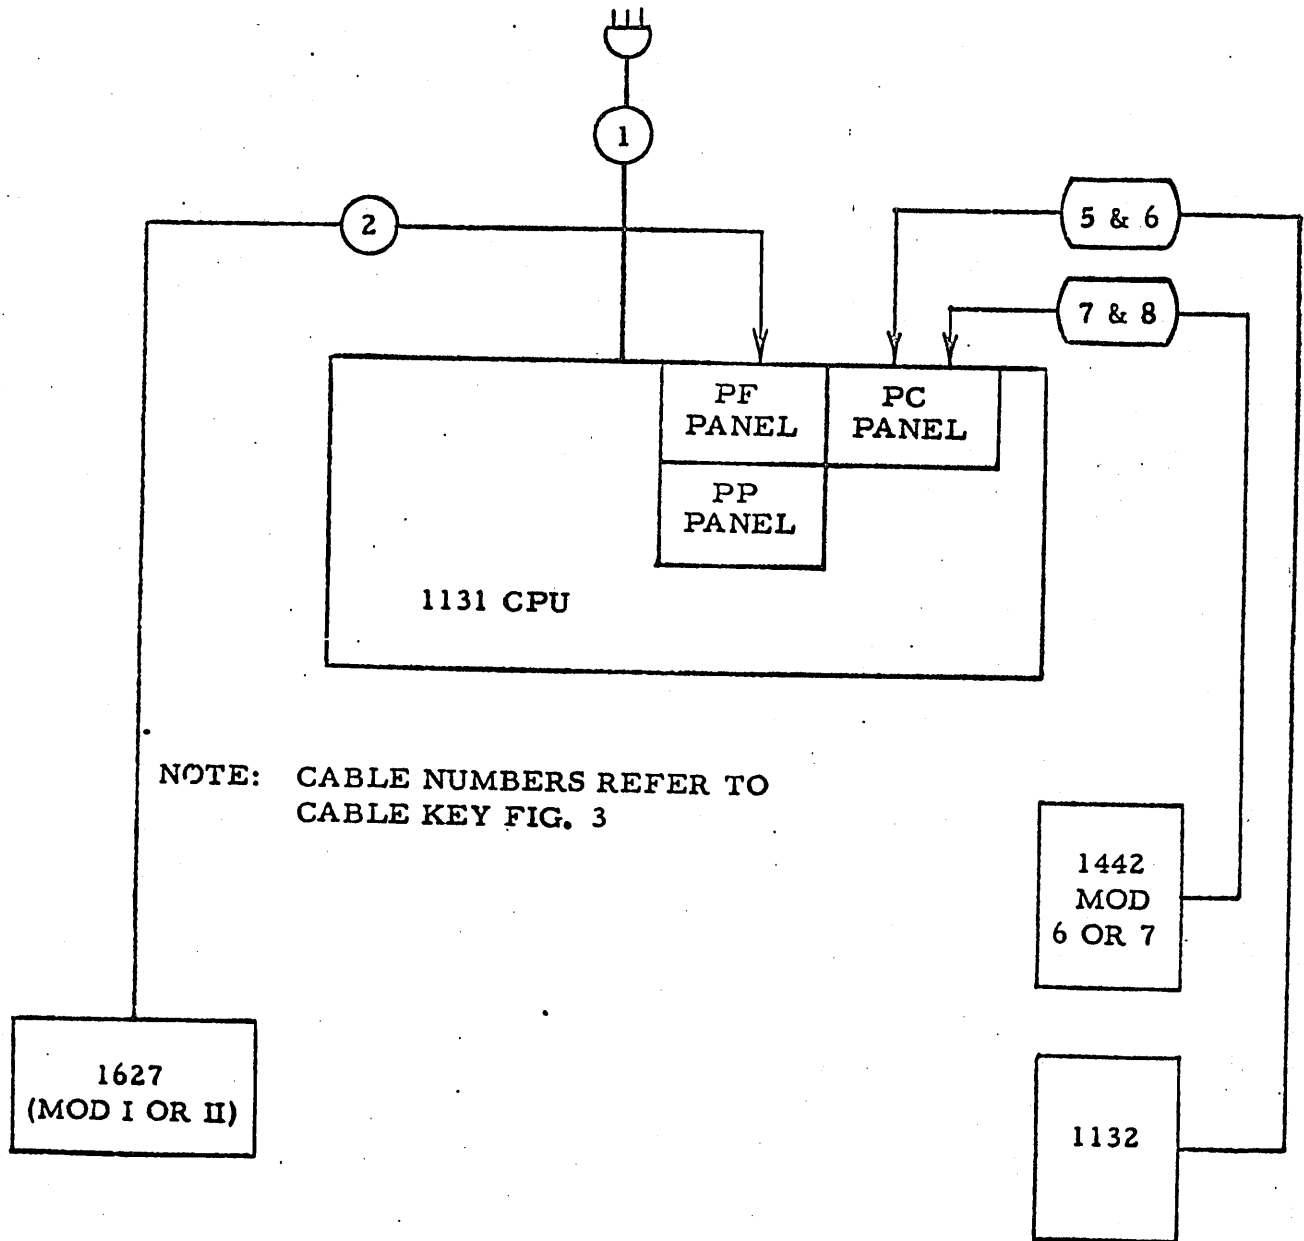 1
2
5 & 6
7 & 8
PF
PANEL
PC
PANEL
PP
PANEL
1131 CPU
NOTE: CABLE NUMBERS REFER TO
CABLE KEY FIG. 3
1442
MOD
6 OR 7
1627
(MOD I OR II)
1132